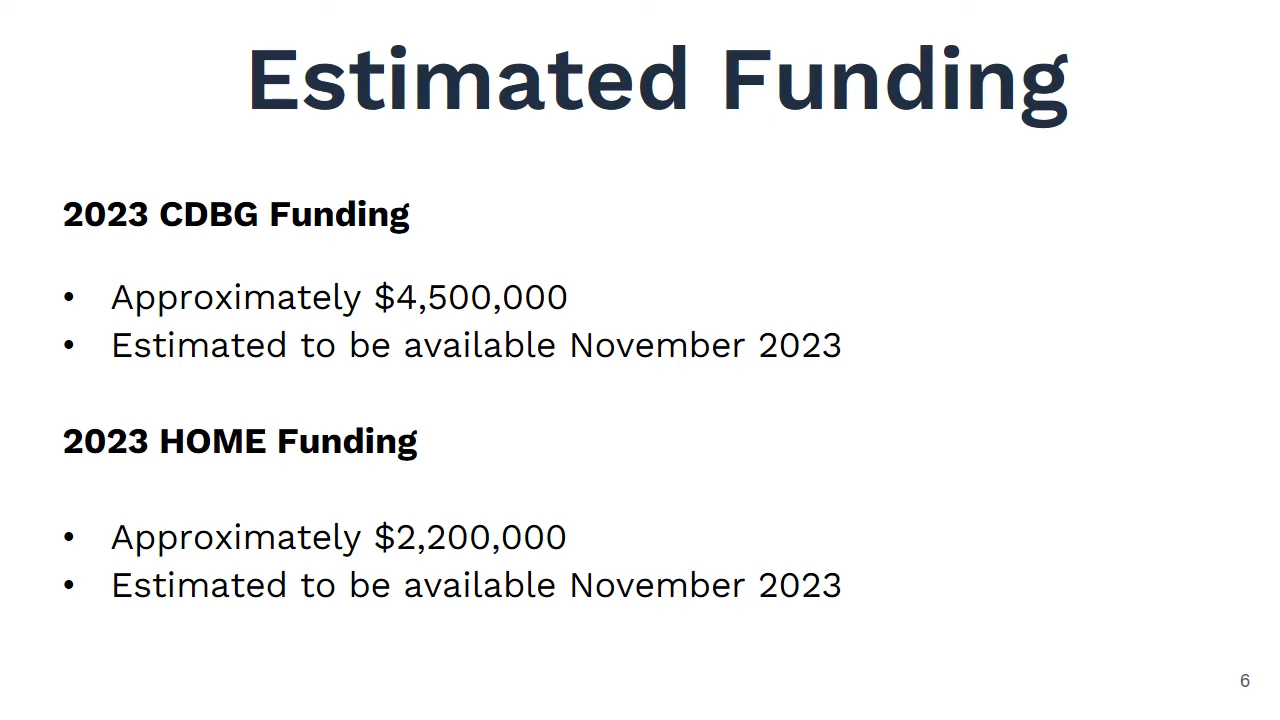 Estimated Funding
2023 CDBG Funding
• Approximately $4,500,000
• Estimated to be available November 2023
2023 HOME Funding
• Approximately $2,200,000
• Estimated to be available November 2023
6